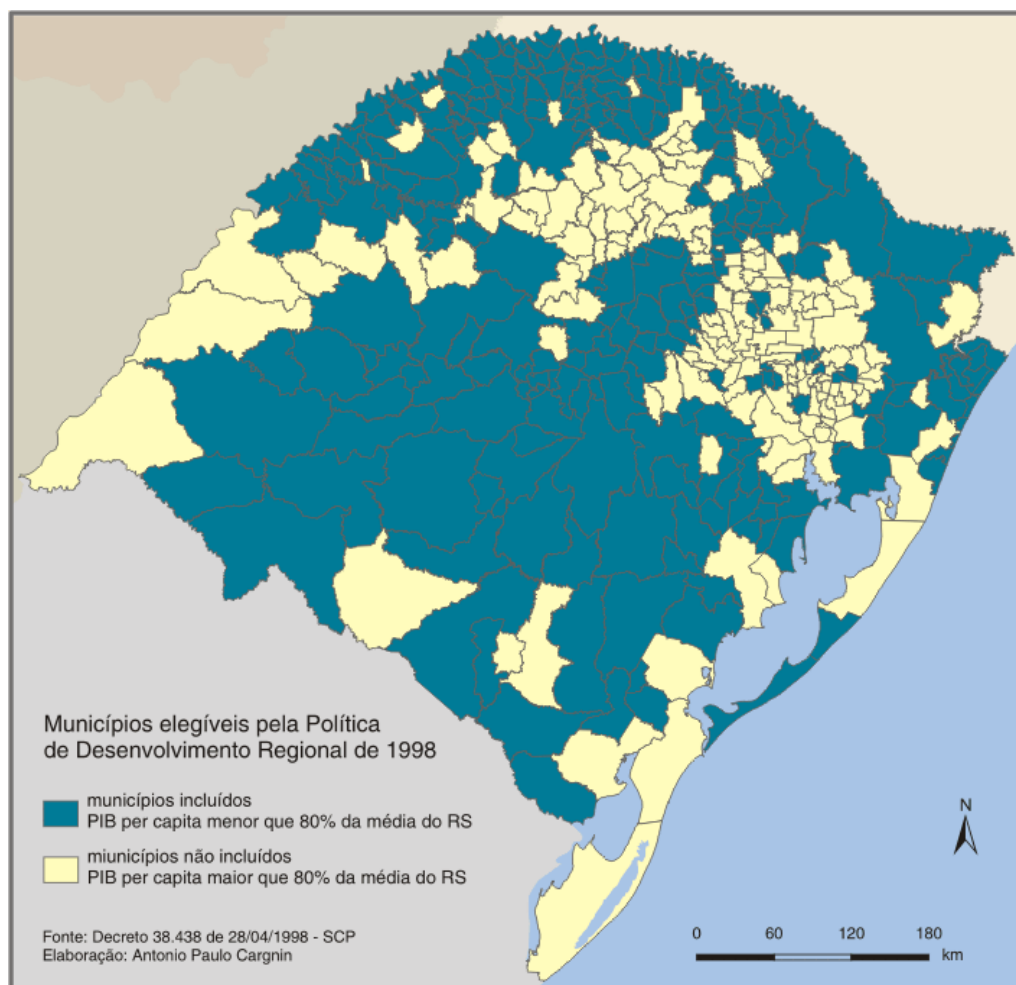 Municípios elegíveis pela Política
de Desenvolvimento Regional de 1998
municípios incluídos
PIB per capita menor que 80% da média do RS
miunicípios não incluídos
PIB per capita maior que 80% da média do RS
Fonte: Decreto 38.438 de 28/04/1998 - SCP
Elaboração: Antonio Paulo Cargnin
N
0 60 120 180
km